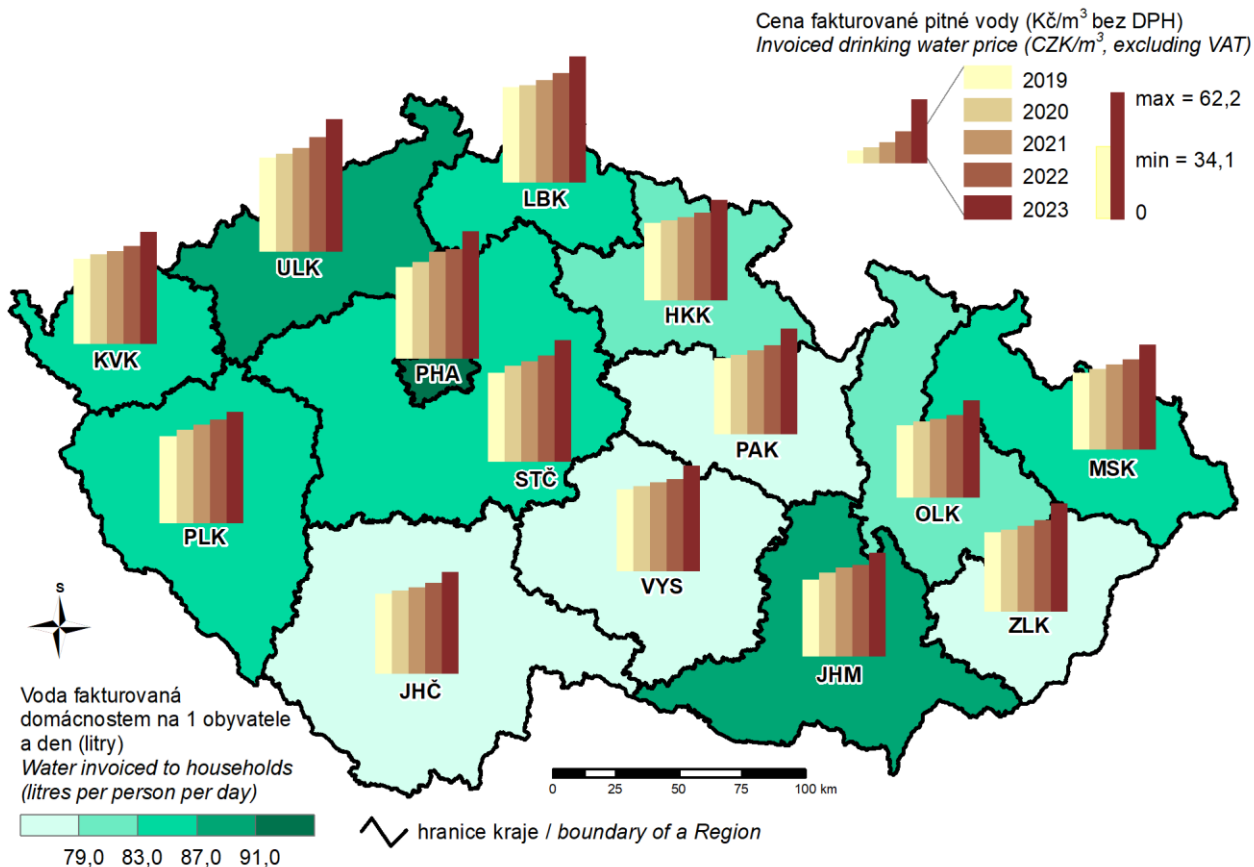 Cena fakturované pitné vody (Kč/m³ bez DPH)
Invoiced drinking water price (CZK/m³, excluding VAT)
2019
2020
2021
2022
2023
max = 62,2
min = 34,1
0
LBK
ULK
HKK
KVK
PHA
PAK
MSK
STČ
OLK
PLK
VYS
ZLK
JHM
JHČ
S
Voda fakturovaná
domácnostem na 1 obyvatele
a den (litry)
Water invoiced to households
(litres per person per day)
79,0 83,0 87,0 91,0
hranice kraje / boundary of a Region
0 25 50 75 100 km